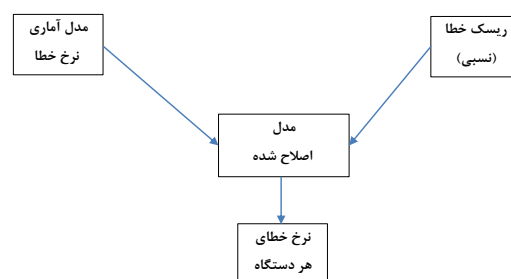 ریسک خطا
(نسبی)
مدل آماری
نرخ خطا
مدل
اصلاح شده
نرخ خطای
هر دستگاه